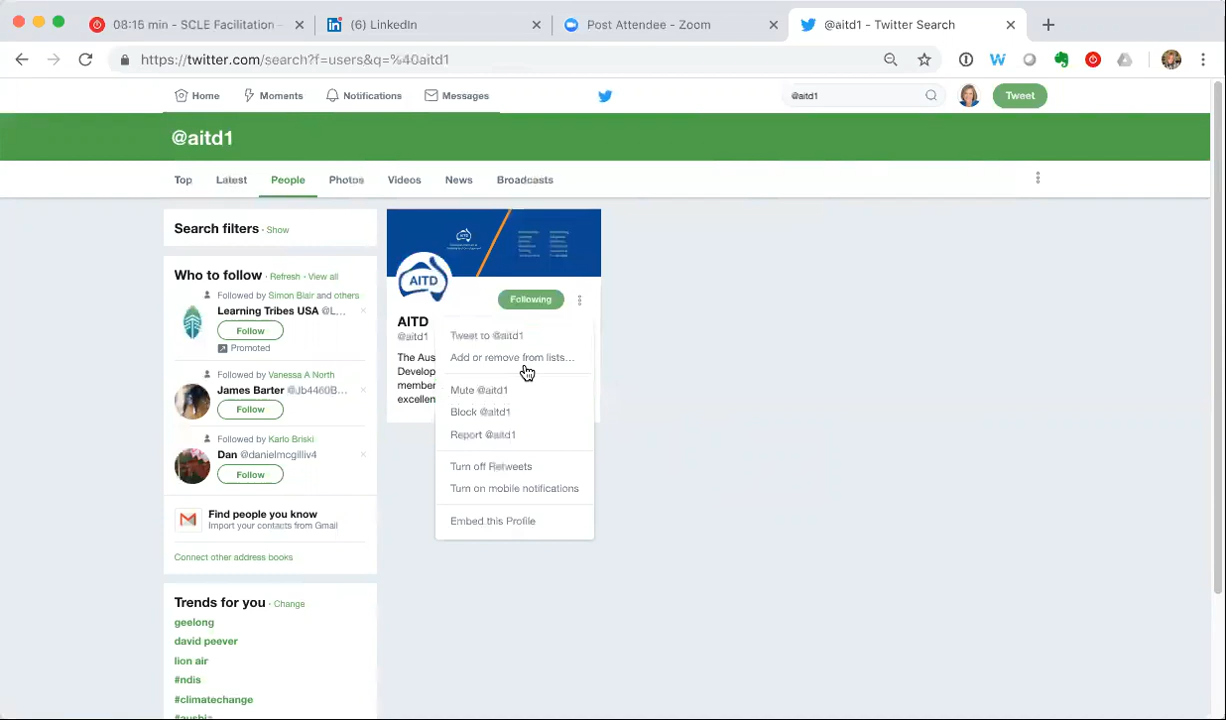 08:15 min - SCLE Facilitation -
(6) LinkedIn
Post Attendee - Zoom
@aitd1 - Twitter Search
https://twitter.com/search?f=users&q=%40aitd1
Home
Moments
Notifications
Messages
@aitd1
Tweet
@aitd1
Top
Latest
People
Photos
Videos
News
Broadcasts
Search filters · Show
Who to follow · Refresh · View all
Followed by Simon Blair and others
Learning Tribes USA @L...
Follow
Promoted
Followed by Vanessa A North
James Barter @Jb4460B...
Follow
Followed by Karlo Briski
Dan @danielmcgilliv4
Follow
Find people you know
Import your contacts from Gmail
Connect other address books
Trends for you · Change
geelong
david peever
lion air
#ndis
#climatechange
AITD
Following
AITD
@aitd1
The Aus
Develop
member
excellen
Tweet to @aitd1
Add or remove from lists...
Mute @aitd1
Block @aitd1
Report @aitd1
Turn off Retweets
Turn on mobile notifications
Embed this Profile